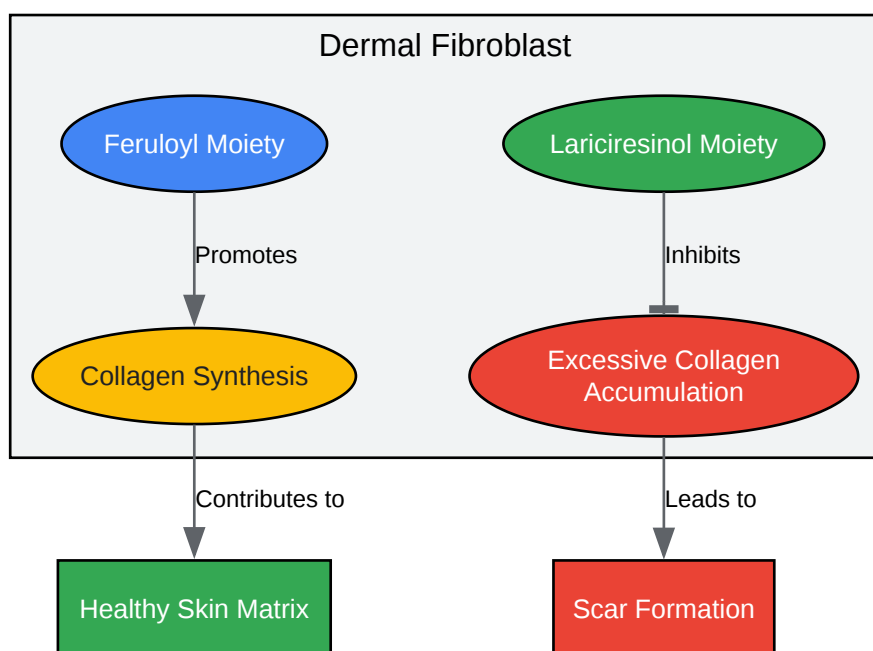 Dermal Fibroblast
Feruloyl Moiety
Lariciresinol Moiety
Promotes
Inhibits
Collagen Synthesis
Excessive Collagen
Accumulation
Contributes to
Leads to
Healthy Skin Matrix
Scar Formation